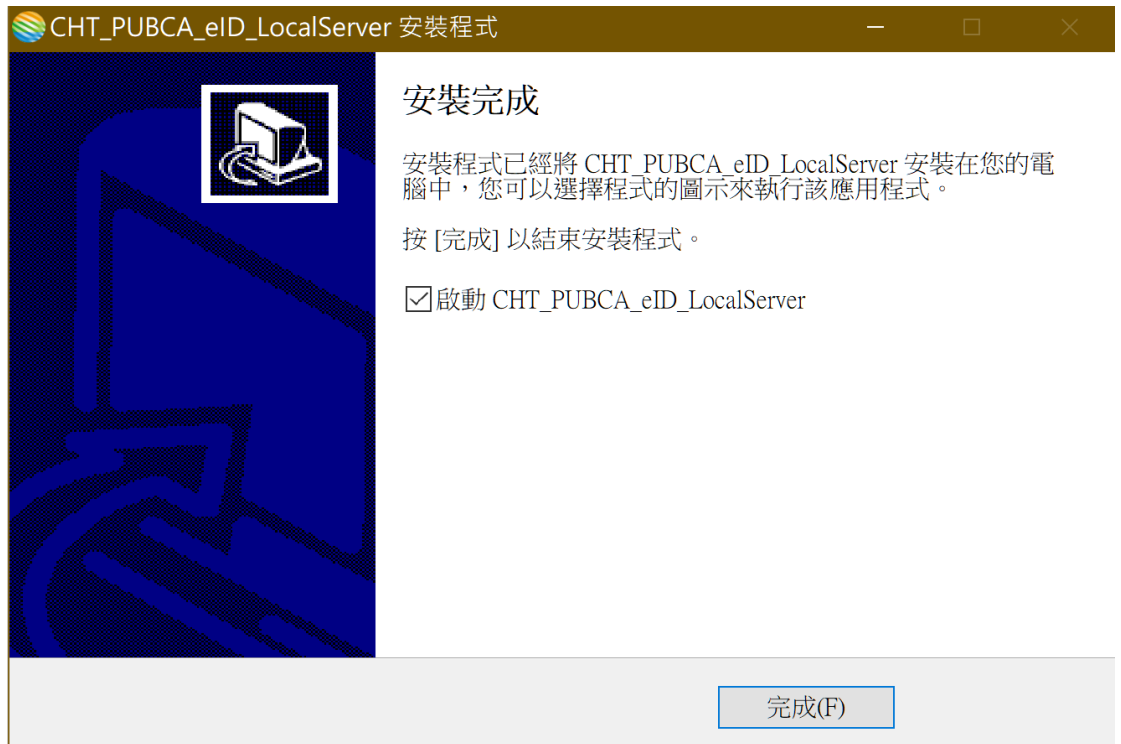 CHT_PUBCA_eID_LocalServer 安裝程式
安裝完成
安裝程式已經將 CHT_PUBCA_eID_LocalServer 安裝在您的電
腦中，您可以選擇程式的圖示來執行該應用程式。
按 [完成] 以結束安裝程式。
啟動 CHT_PUBCA_eID_LocalServer
完成(F)